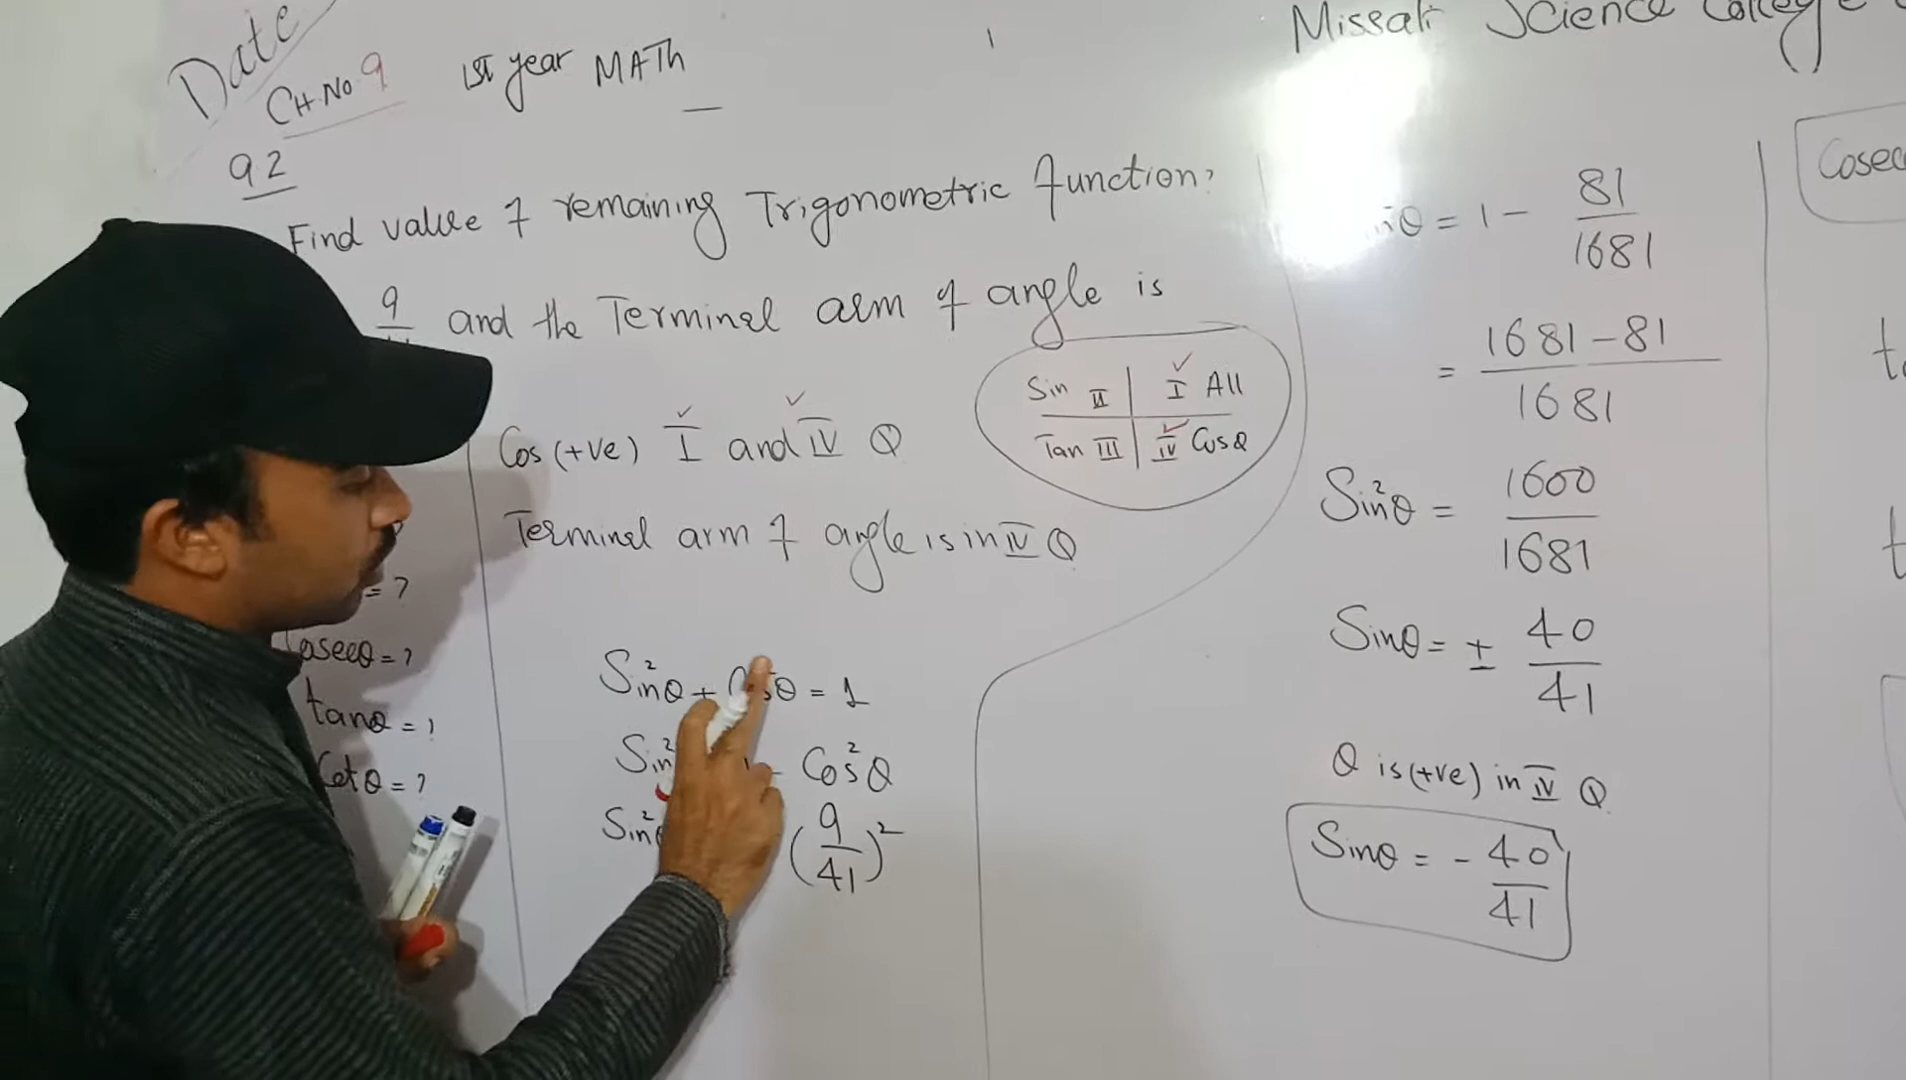 Date
CH.No 9
1st year MATh
9.2
Find value of remaining Trigonometric function?
9 and the Terminal arm of angle is
Cos (+ve) I and IV Q
Terminal arm of angle is in IV Q
Sin II I All
Tan III IV Cosθ
= ?
Cosecθ = ?
tanθ = ?
Cotθ = ?
Sin²θ + θ = 1
Sin² Cos²θ
Sin² (9/41)²
Missali Science College
θ = 1 - 81/1681
= 1681-81/1681
Sin²θ = 1600/1681
Sinθ = ± 40/41
θ is (+ve) in IV Q
Sinθ = - 40/41
Cosec
t
t